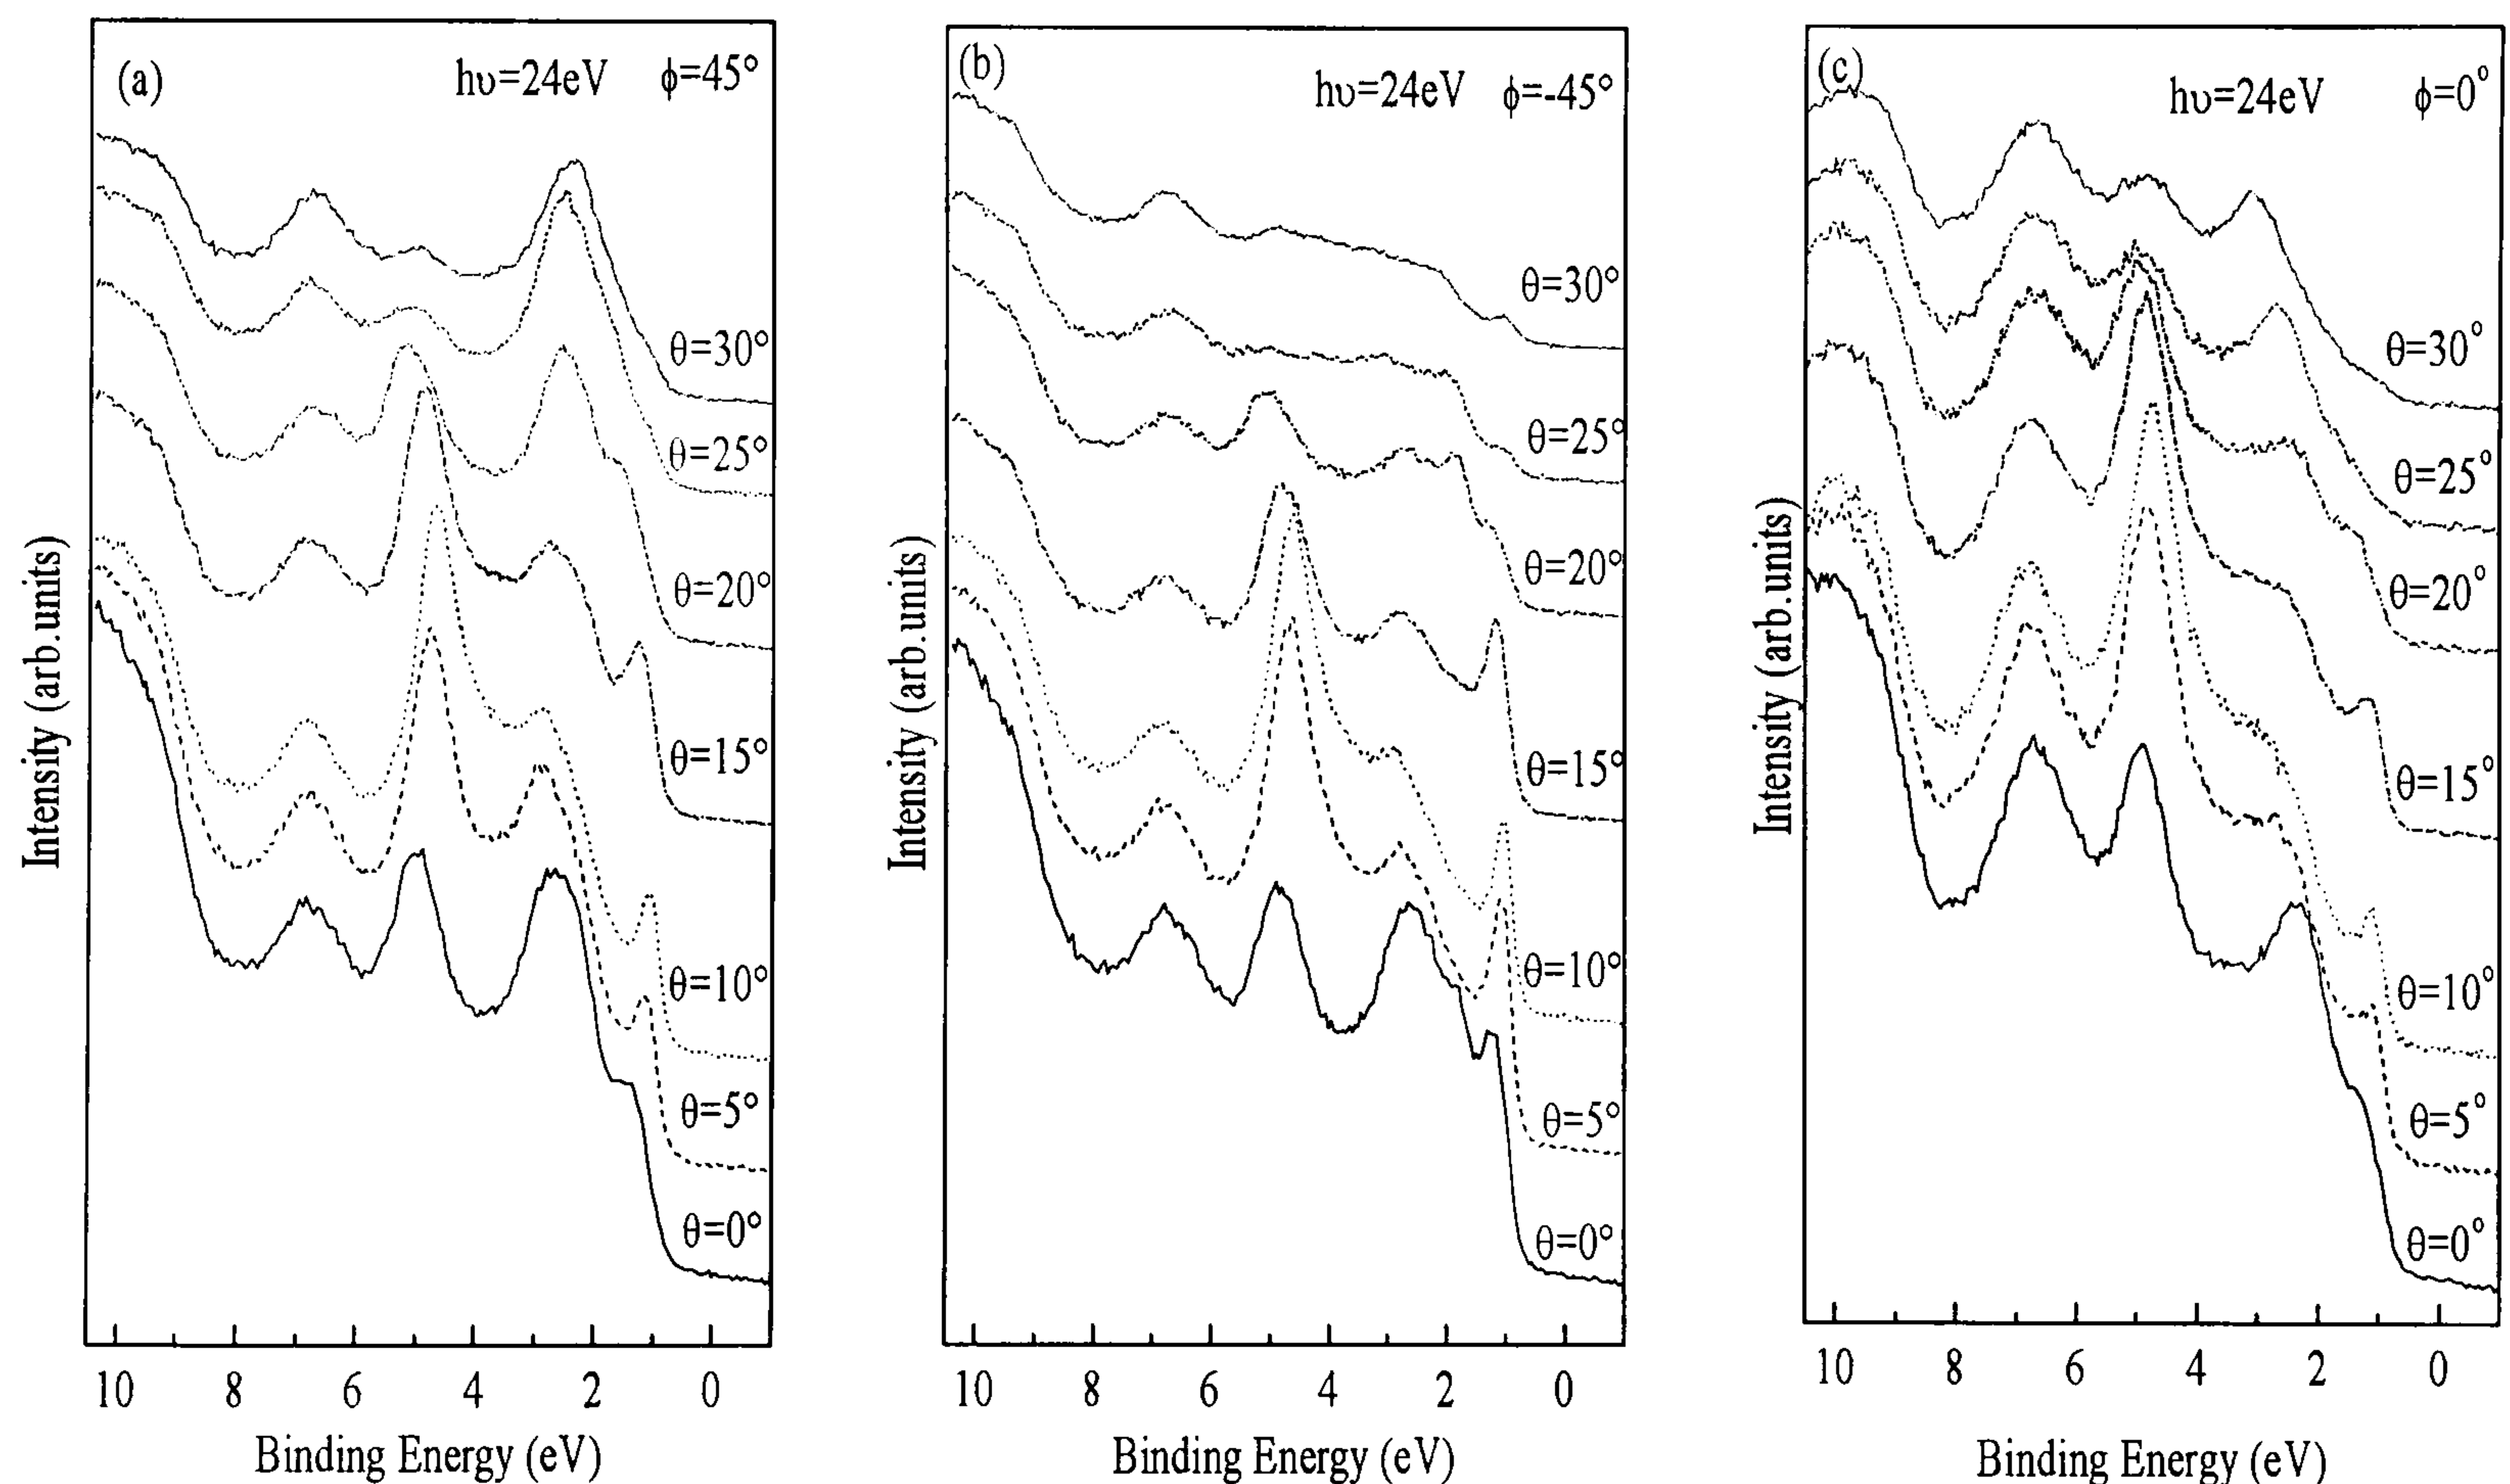 (a) hυ=24eV ϕ=45°
θ=30°
θ=25°
θ=20°
θ=15°
θ=10°
θ=5°
θ=0°
Intensity (arb.units)
10 8 6 4 2 0
Binding Energy (eV)
(b) hυ=24eV ϕ=-45°
θ=30°
θ=25°
θ=20°
θ=15°
θ=10°
θ=5°
θ=0°
Intensity (arb.units)
10 8 6 4 2 0
Binding Energy (eV)
(c) hυ=24eV ϕ=0°
θ=30°
θ=25°
θ=20°
θ=15°
θ=10°
θ=5°
θ=0°
Intensity (arb.units)
10 8 6 4 2 0
Binding Energy (eV)